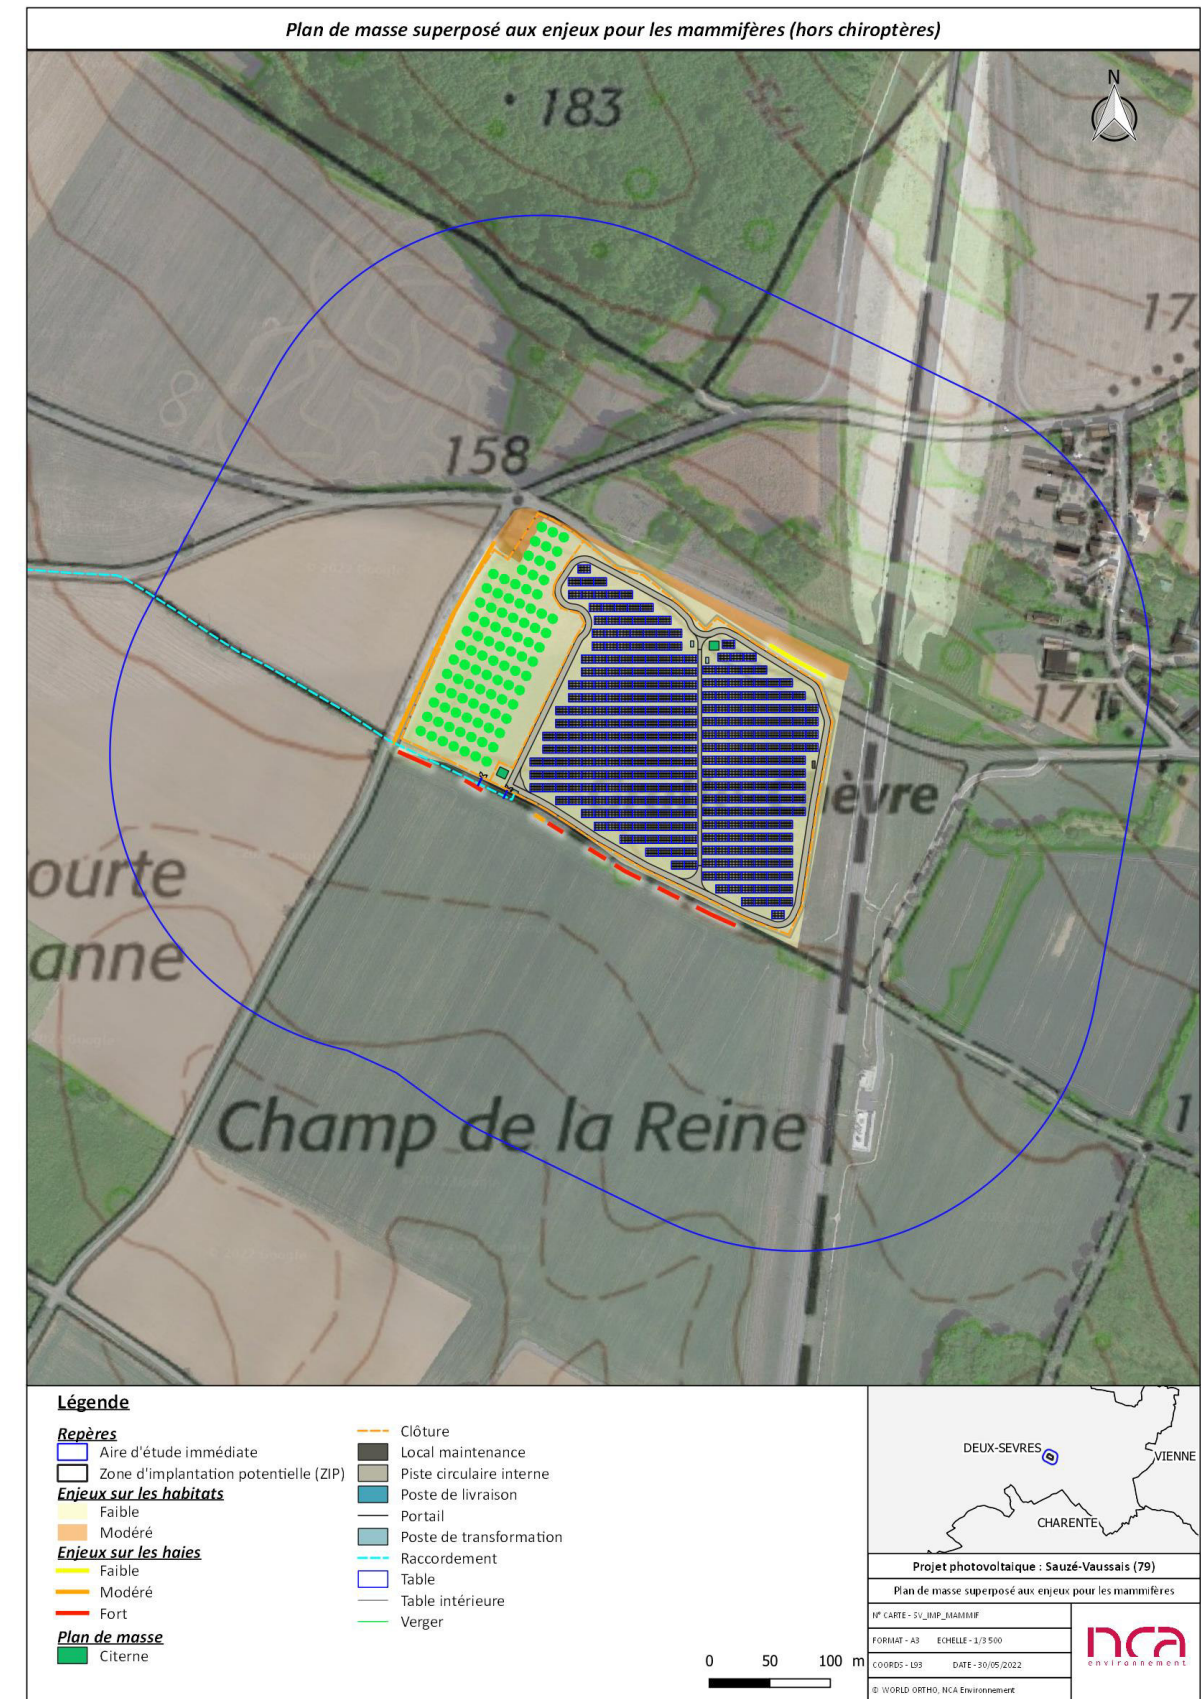 Plan de masse superposé aux enjeux pour les mammifères (hors chiroptères)
N
183
175
17
158
17
èvre
ourte
anne
Champ de la Reine
1
Légende
Repères
Aire d'étude immédiate
Zone d'implantation potentielle (ZIP)
Enjeux sur les habitats
Faible
Modéré
Enjeux sur les haies
Faible
Modéré
Fort
Plan de masse
Citerne
Clôture
Local maintenance
Piste circulaire interne
Poste de livraison
Portail
Poste de transformation
Raccordement
Table
Table intérieure
Verger
0 50 100 m
DEUX-SEVRES
VIENNE
CHARENTE
Projet photovoltaique : Sauzé-Vaussais (79)
Plan de masse superposé aux enjeux pour les mammifères
N° CARTE - SV_IMP_MAMMIF
FORMAT - A3 ECHELLE - 1/3 500
COORDS - L93 DATE - 30/05/2022
© WORLD ORTHO, NCA Environnement
nca
environnement